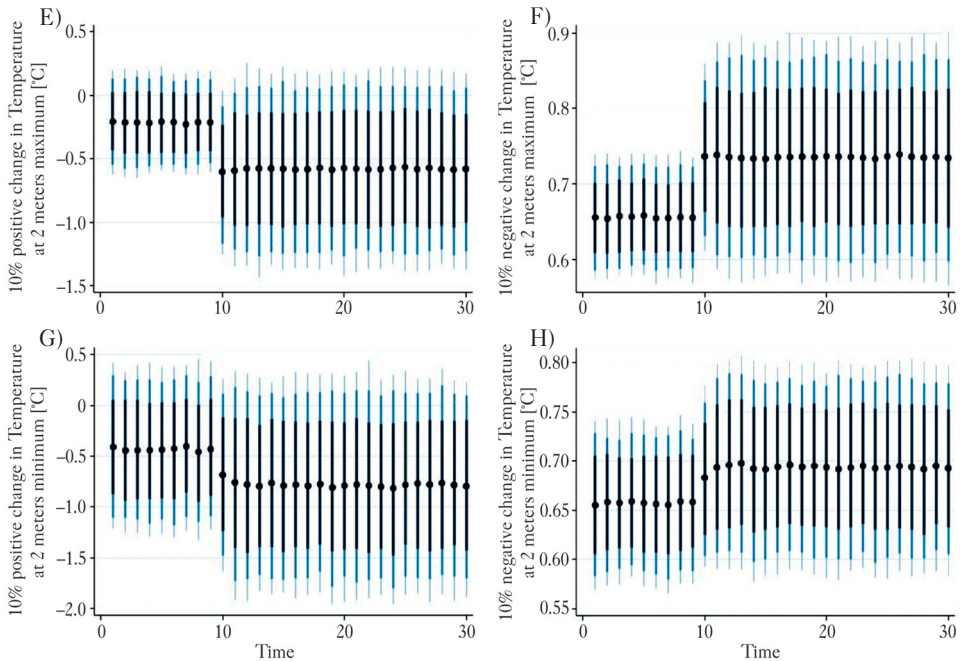 E)
10% positive change in Temperature
at 2 meters maximum [°C]
0.5
0
−0.5
−1.0
−1.5
0
10
20
30
F)
10% negative change in Temperature
at 2 meters maximum [°C]
0.9
0.8
0.7
0.6
0
10
20
30
G)
10% positive change in Temperature
at 2 meters minimum [°C]
0.5
0
−0.5
−1.0
−1.5
−2.0
0
10
20
30
Time
H)
10% negative change in Temperature
at 2 meters minimum [°C]
0.80
0.75
0.70
0.65
0.60
0.55
0
10
20
30
Time